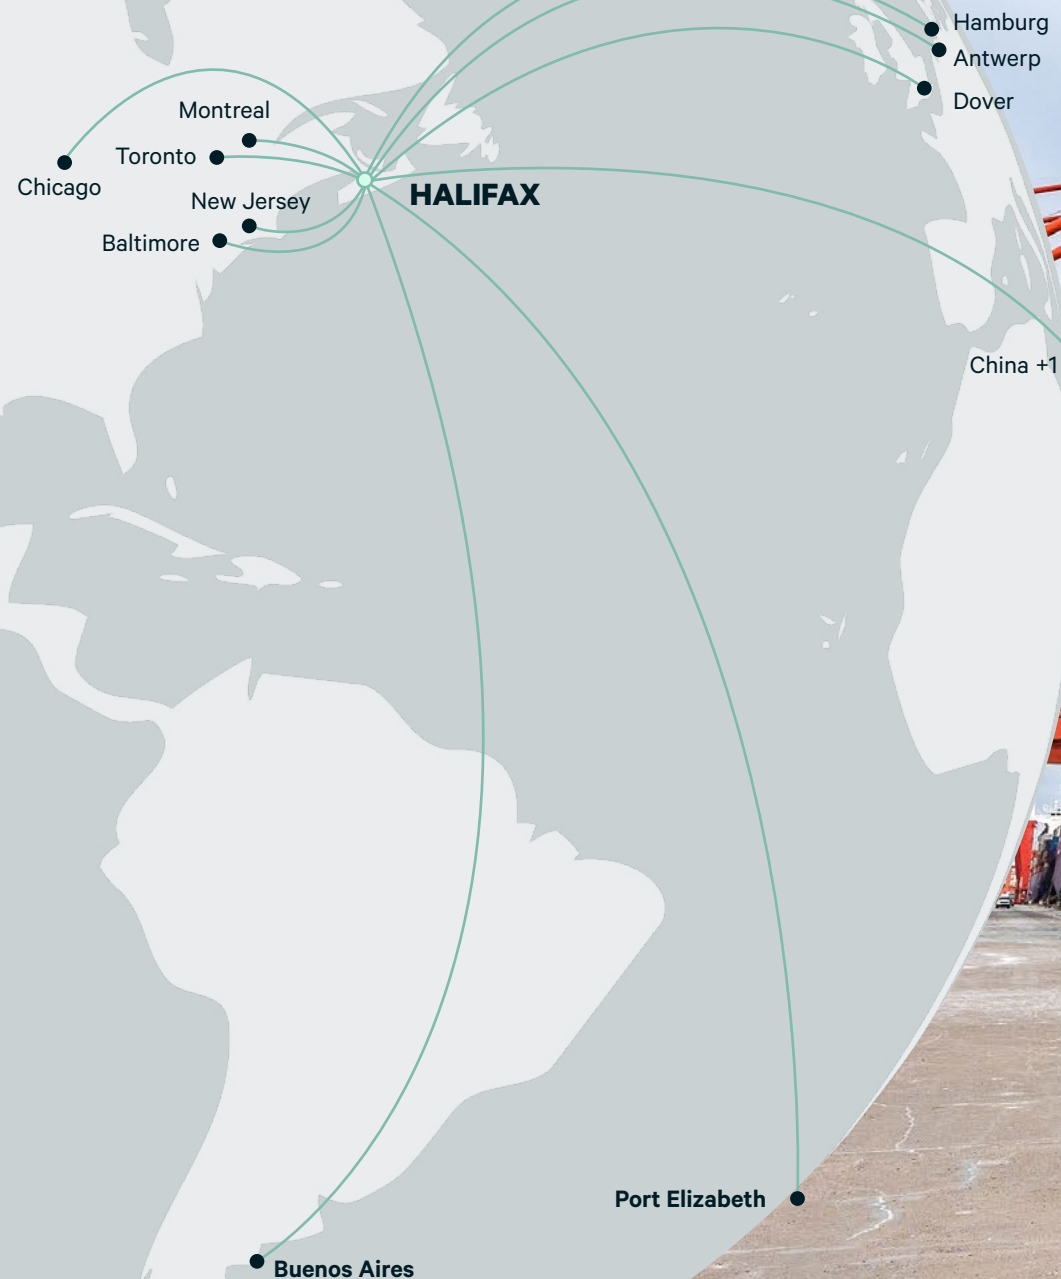 Hamburg
Antwerp
Dover
Montreal
Toronto
Chicago
HALIFAX
New Jersey
Baltimore
China +1
Port Elizabeth
Buenos Aires